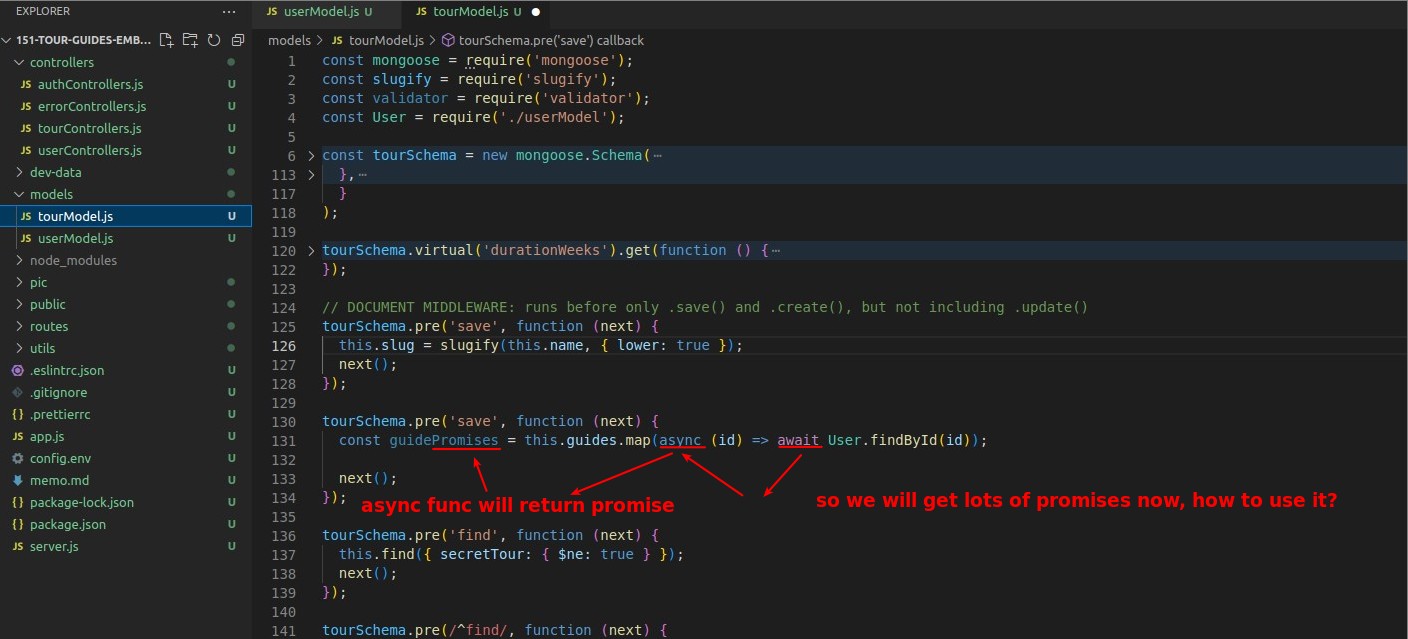 EXPLORER ...
151-TOUR-GUIDES-EMB...
controllers
JS authControllers.js U
JS errorControllers.js U
JS tourControllers.js U
JS userControllers.js U
dev-data
models
JS tourModel.js U
JS userModel.js U
node_modules
pic
public
routes
utils
.eslintrc.json U
.gitignore U
.prettierrc U
JS app.js U
config.env U
memo.md U
package-lock.json U
package.json U
JS server.js U
JS userModel.js U JS tourModel.js U
models > JS tourModel.js > tourSchema.pre('save') callback
1 const mongoose = require('mongoose');
2 const slugify = require('slugify');
3 const validator = require('validator');
4 const User = require('./userModel');
5
6 const tourSchema = new mongoose.Schema( ⋯
113 }, ⋯
117 }
118 );
119
120 tourSchema.virtual('durationWeeks').get(function () { ⋯
122 });
123
124 // DOCUMENT MIDDLEWARE: runs before only .save() and .create(), but not including .update()
125 tourSchema.pre('save', function (next) {
126 this.slug = slugify(this.name, { lower: true });
127 next();
128 });
129
130 tourSchema.pre('save', function (next) {
131 const guidePromises = this.guides.map(async (id) => await User.findById(id));
132
133 next();
134 });
async func will return promise
so we will get lots of promises now, how to use it?
135
136 tourSchema.pre('find', function (next) {
137 this.find({ secretTour: { $ne: true } });
138 next();
139 });
140
141 tourSchema.pre(/^find/, function (next) {